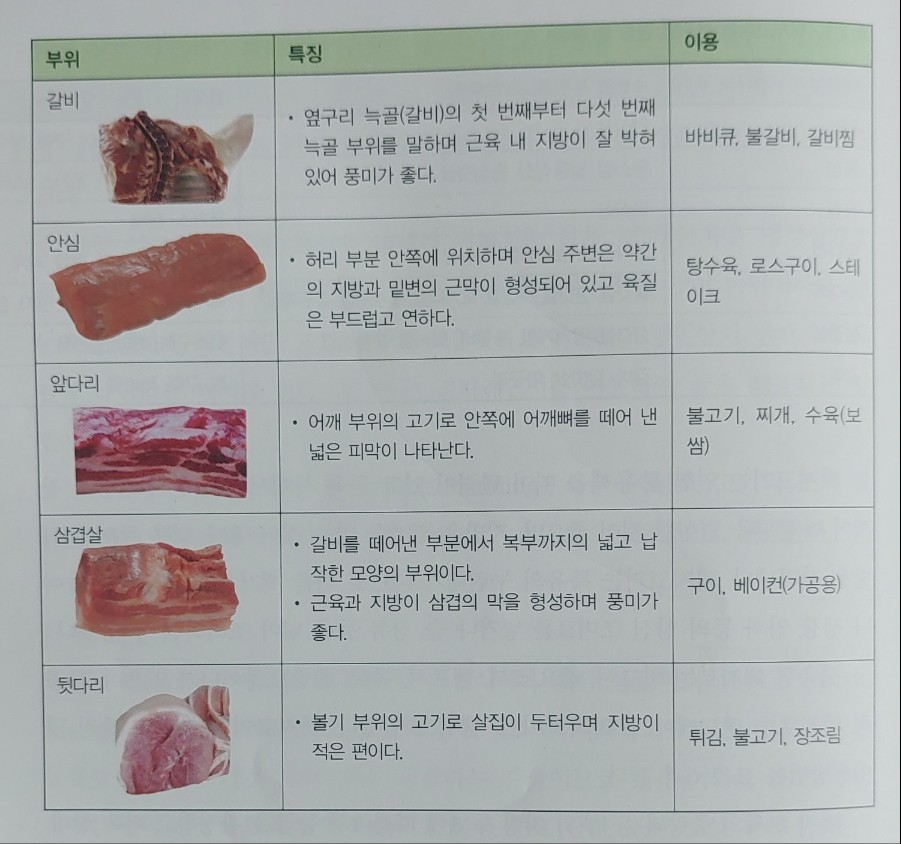 부위 특징 이용
갈비
• 옆구리 늑골(갈비)의 첫 번째부터 다섯 번째
늑골 부위를 말하며 근육 내 지방이 잘 박혀
있어 풍미가 좋다.
바비큐, 불갈비, 갈비찜
안심
• 허리 부분 안쪽에 위치하며 안심 주변은 약간
의 지방과 밑변의 근막이 형성되어 있고 육질
은 부드럽고 연하다.
탕수육, 로스구이, 스테
이크
앞다리
• 어깨 부위의 고기로 안쪽에 어깨뼈를 떼어 낸
넓은 피막이 나타난다.
불고기, 찌개, 수육(보
쌈)
삼겹살
• 갈비를 떼어낸 부분에서 복부까지의 넓고 납
작한 모양의 부위이다.
• 근육과 지방이 삼겹의 막을 형성하며 풍미가
좋다.
구이, 베이컨(가공용)
뒷다리
• 볼기 부위의 고기로 살집이 두터우며 지방이
적은 편이다.
튀김, 불고기, 장조림